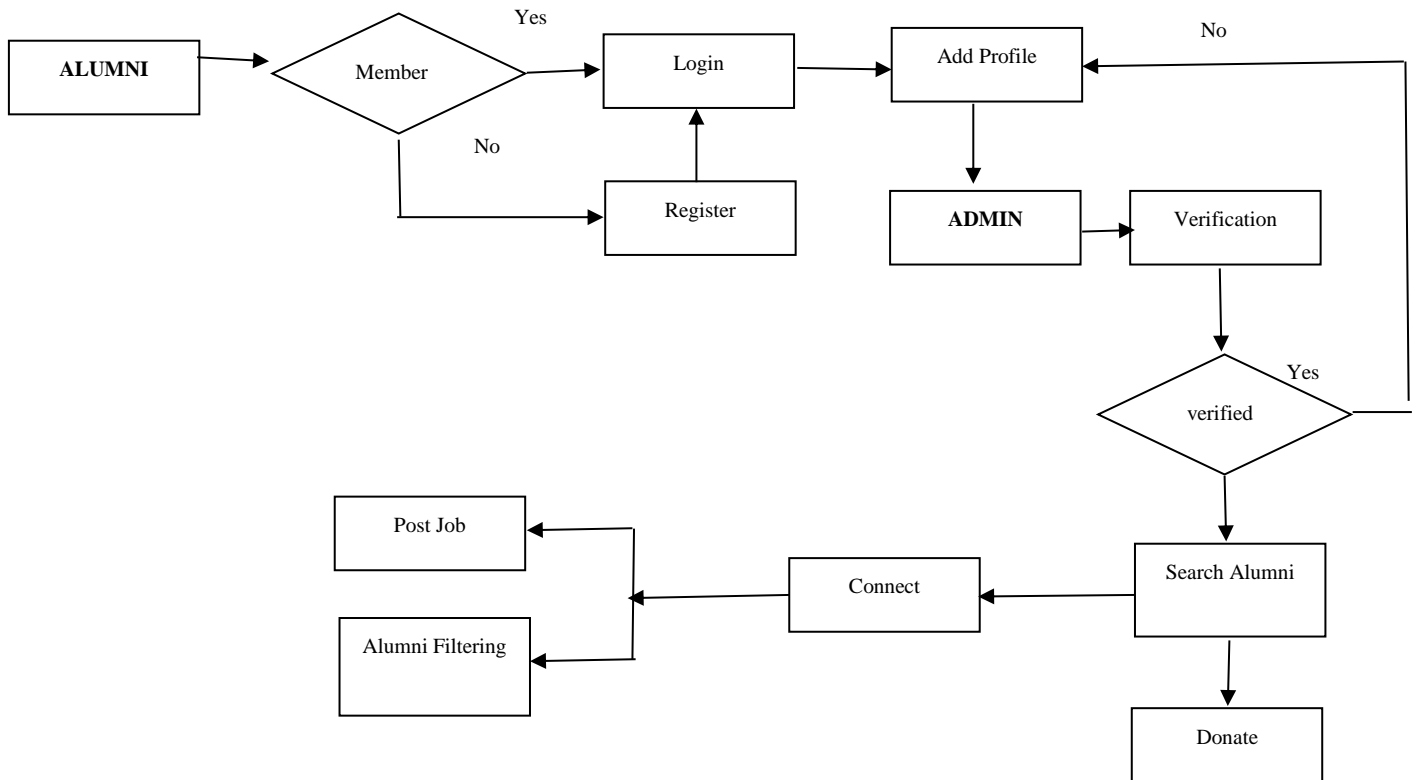 Yes
No
ALUMNI
Member
Login
Add Profile
No
Register
ADMIN
Verification
Yes
verified
Post Job
Search Alumni
Connect
Alumni Filtering
Donate